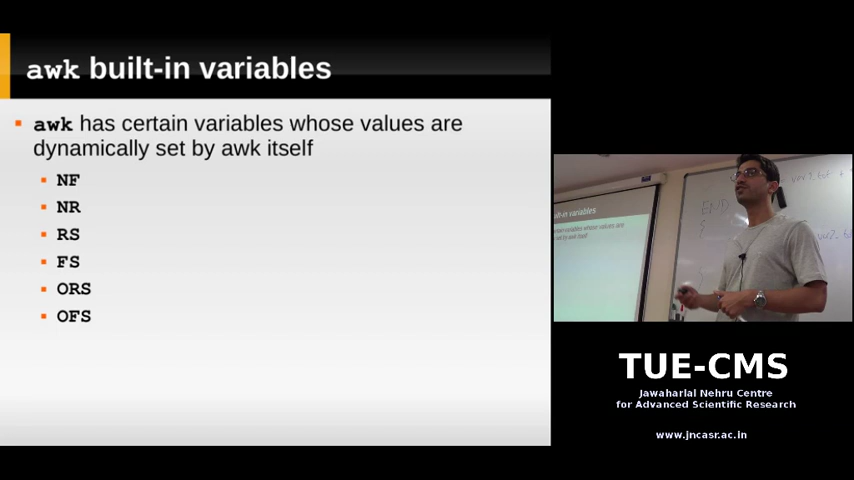 awk built-in variables
awk has certain variables whose values are
dynamically set by awk itself
NF
NR
RS
FS
ORS
OFS
END
{
TUE-CMS
Jawaharlal Nehru Centre
for Advanced Scientific Research
www.jncasr.ac.in